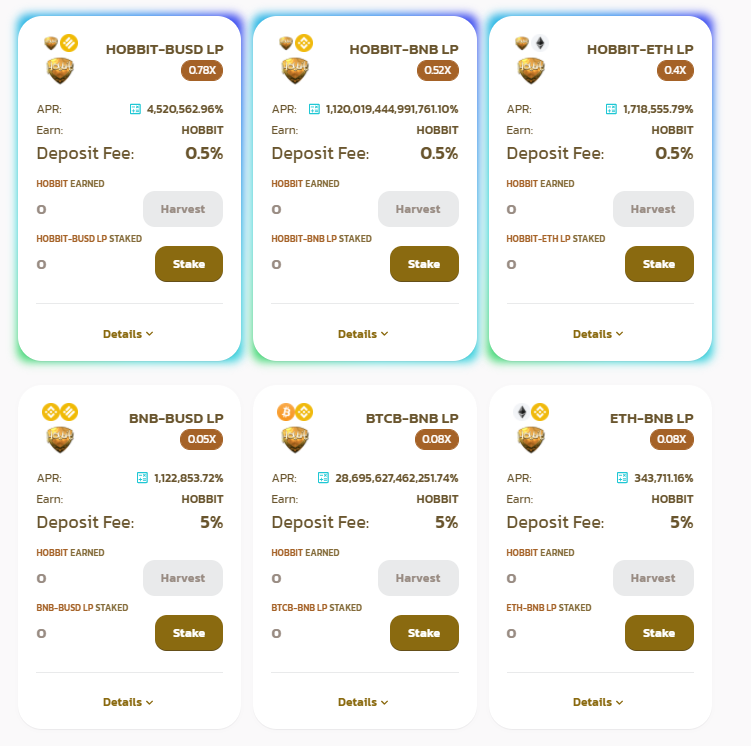 HOBBIT-BUSD LP
0.78X
APR: 4,520,562.96%
Earn: HOBBIT
Deposit Fee: 0.5%
HOBBIT EARNED
0 Harvest
HOBBIT-BUSD LP STAKED
0 Stake
Details
HOBBIT-BNB LP
0.52X
APR: 1,120,019,444,991,761.10%
Earn: HOBBIT
Deposit Fee: 0.5%
HOBBIT EARNED
0 Harvest
HOBBIT-BNB LP STAKED
0 Stake
Details
HOBBIT-ETH LP
0.4X
APR: 1,718,555.79%
Earn: HOBBIT
Deposit Fee: 0.5%
HOBBIT EARNED
0 Harvest
HOBBIT-ETH LP STAKED
0 Stake
Details
BNB-BUSD LP
0.05X
APR: 1,122,853.72%
Earn: HOBBIT
Deposit Fee: 5%
HOBBIT EARNED
0 Harvest
BNB-BUSD LP STAKED
0 Stake
Details
BTCB-BNB LP
0.08X
APR: 28,695,627,462,251.74%
Earn: HOBBIT
Deposit Fee: 5%
HOBBIT EARNED
0 Harvest
BTCB-BNB LP STAKED
0 Stake
Details
ETH-BNB LP
0.08X
APR: 343,711.16%
Earn: HOBBIT
Deposit Fee: 5%
HOBBIT EARNED
0 Harvest
ETH-BNB LP STAKED
0 Stake
Details